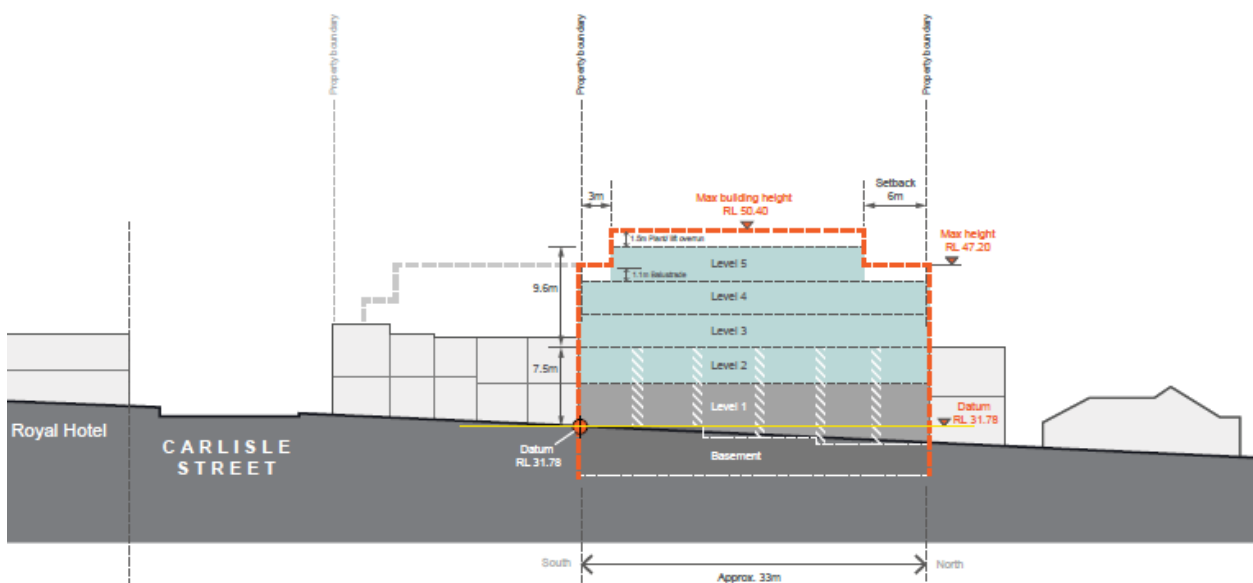 Property boundary
Property boundary
Property boundary
3m
Setback
6m
Max building height
RL 50.40
Max height
RL 47.20
1.5m Plant/ lift overrun
Level 5
1.1m Balustrade
9.6m
Level 4
Level 3
7.5m
Level 2
Level 1
Datum
RL 31.78
Royal Hotel
CARLISLE
STREET
Datum
RL 31.78
Basement
South
North
Approx. 33m